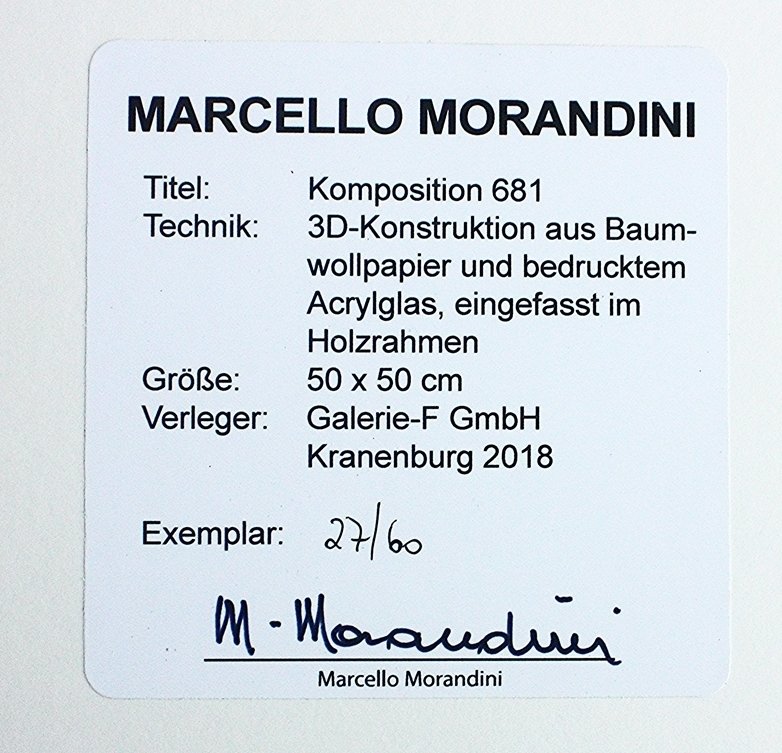 MARCELLO MORANDINI
Titel: Komposition 681
Technik: 3D-Konstruktion aus Baum-
wollpapier und bedrucktem
Acrylglas, eingefasst im
Holzrahmen
Größe: 50 x 50 cm
Verleger: Galerie-F GmbH
Kranenburg 2018
Exemplar: 27/60
M-Morandini
Marcello Morandini